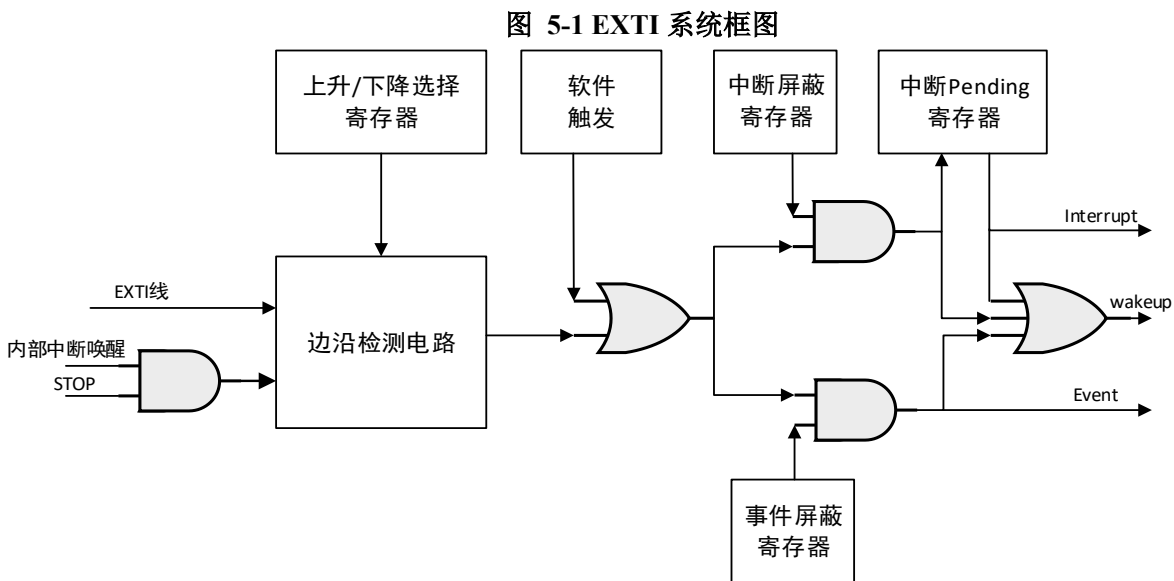 图 5-1 EXTI 系统框图
上升/下降选择
寄存器
软件
触发
中断屏蔽
寄存器
中断Pending
寄存器
Interrupt
EXTI线
wakeup
边沿检测电路
内部中断唤醒
STOP
Event
事件屏蔽
寄存器